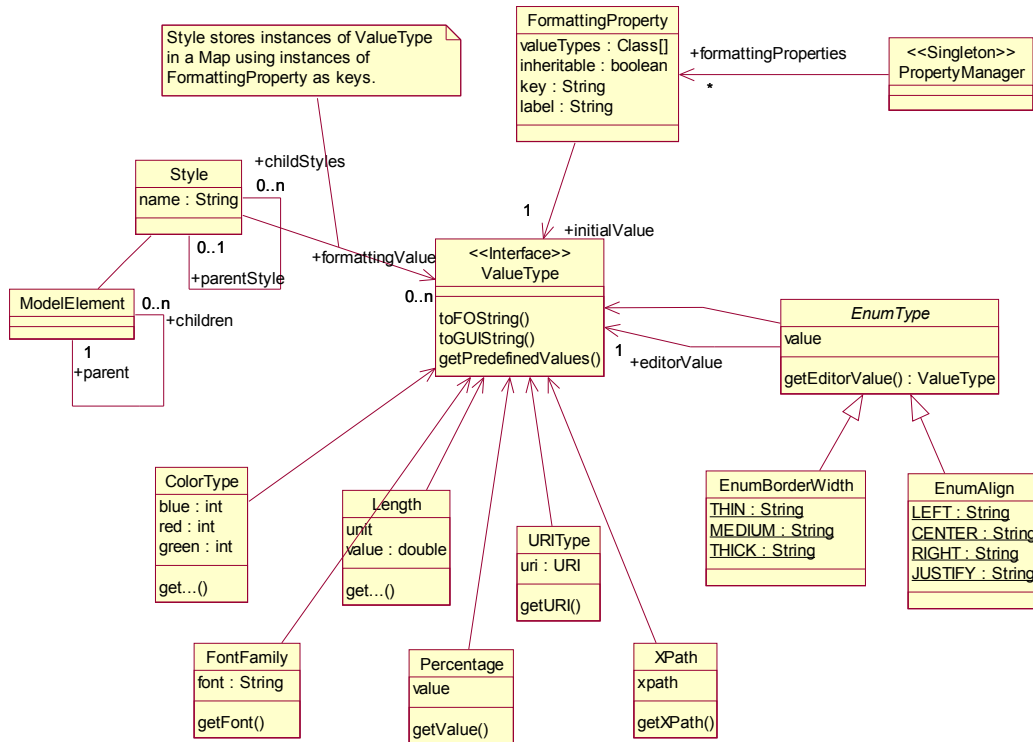 Style stores instances of ValueType
in a Map using instances of
FormattingProperty as keys.
FormattingProperty
valueTypes : Class[]
inheritable : boolean
key : String
label : String
+formattingProperties
*
<<Singleton>>
PropertyManager
Style
name : String
+childStyles
0..n
0..1
+parentStyle
+formattingValue
0..n
1
+initialValue
ModelElement
0..n
+children
1
+parent
<<Interface>>
ValueType
toFOString()
toGUIString()
getPredefinedValues()
1
+editorValue
EnumType
value
getEditorValue() : ValueType
ColorType
blue : int
red : int
green : int
get...()
Length
unit
value : double
get...()
URIType
uri : URI
getURI()
EnumBorderWidth
THIN : String
MEDIUM : String
THICK : String
EnumAlign
LEFT : String
CENTER : String
RIGHT : String
JUSTIFY : String
FontFamily
font : String
getFont()
Percentage
value
getValue()
XPath
xpath
getXPath()